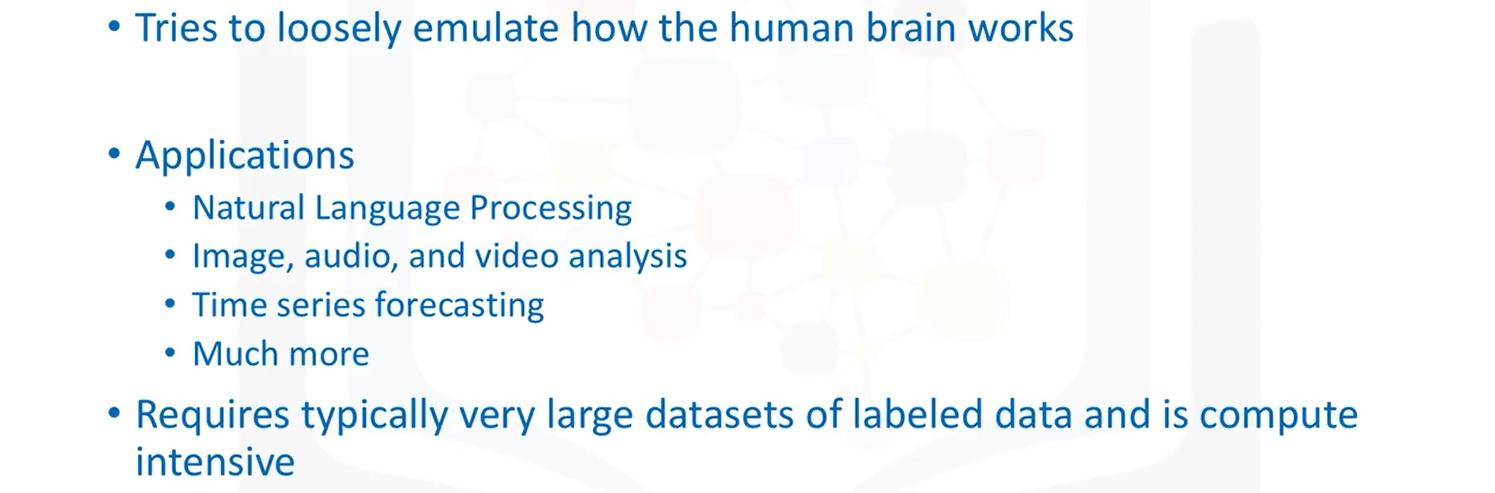 • Tries to loosely emulate how the human brain works
• Applications
• Natural Language Processing
• Image, audio, and video analysis
• Time series forecasting
• Much more
• Requires typically very large datasets of labeled data and is compute
intensive